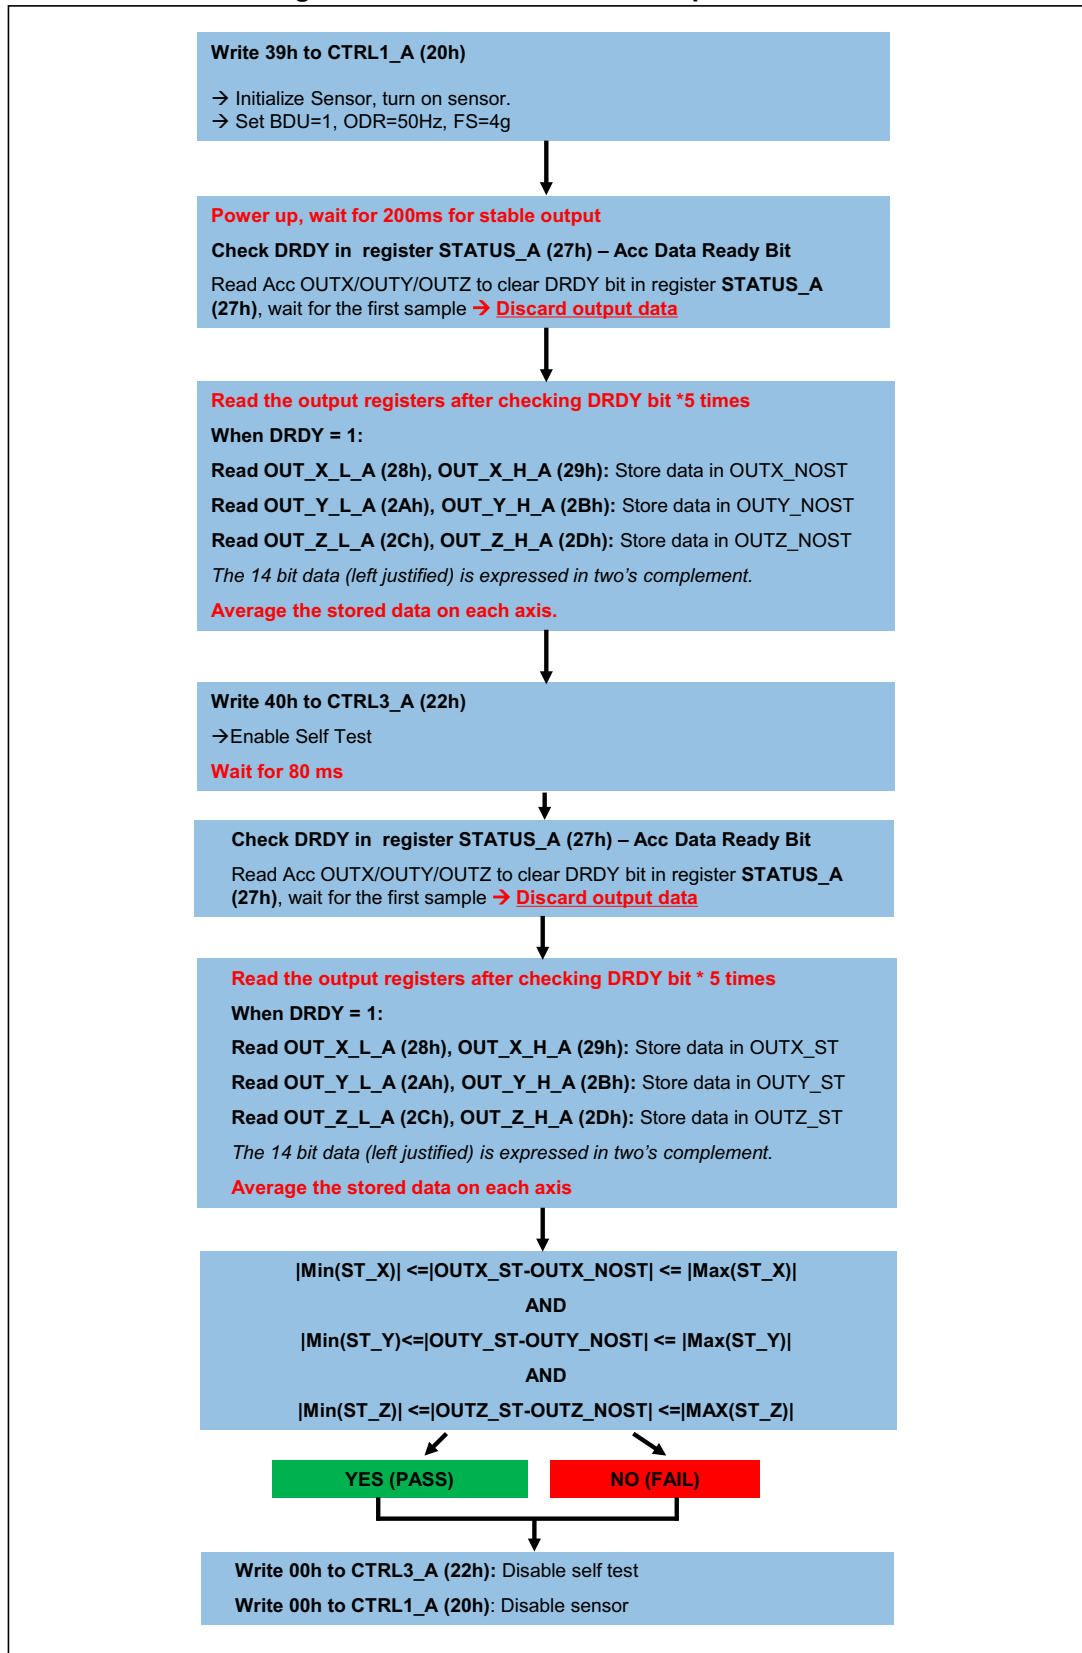 Write 39h to CTRL1_A (20h)
→ Initialize Sensor, turn on sensor.
→ Set BDU=1, ODR=50Hz, FS=4g
Power up, wait for 200ms for stable output
Check DRDY in register STATUS_A (27h) – Acc Data Ready Bit
Read Acc OUTX/OUTY/OUTZ to clear DRDY bit in register STATUS_A
(27h), wait for the first sample → Discard output data
Read the output registers after checking DRDY bit *5 times
When DRDY = 1:
Read OUT_X_L_A (28h), OUT_X_H_A (29h): Store data in OUTX_NOST
Read OUT_Y_L_A (2Ah), OUT_Y_H_A (2Bh): Store data in OUTY_NOST
Read OUT_Z_L_A (2Ch), OUT_Z_H_A (2Dh): Store data in OUTZ_NOST
The 14 bit data (left justified) is expressed in two's complement.
Average the stored data on each axis.
Write 40h to CTRL3_A (22h)
→Enable Self Test
Wait for 80 ms
Check DRDY in register STATUS_A (27h) – Acc Data Ready Bit
Read Acc OUTX/OUTY/OUTZ to clear DRDY bit in register STATUS_A
(27h), wait for the first sample → Discard output data
Read the output registers after checking DRDY bit * 5 times
When DRDY = 1:
Read OUT_X_L_A (28h), OUT_X_H_A (29h): Store data in OUTX_ST
Read OUT_Y_L_A (2Ah), OUT_Y_H_A (2Bh): Store data in OUTY_ST
Read OUT_Z_L_A (2Ch), OUT_Z_H_A (2Dh): Store data in OUTZ_ST
The 14 bit data (left justified) is expressed in two's complement.
Average the stored data on each axis
|Min(ST_X)| <=|OUTX_ST-OUTX_NOST| <= |Max(ST_X)|
AND
|Min(ST_Y)<=|OUTY_ST-OUTY_NOST| <= |Max(ST_Y)|
AND
|Min(ST_Z)| <=|OUTZ_ST-OUTZ_NOST| <=|MAX(ST_Z)|
YES (PASS)
NO (FAIL)
Write 00h to CTRL3_A (22h): Disable self test
Write 00h to CTRL1_A (20h): Disable sensor